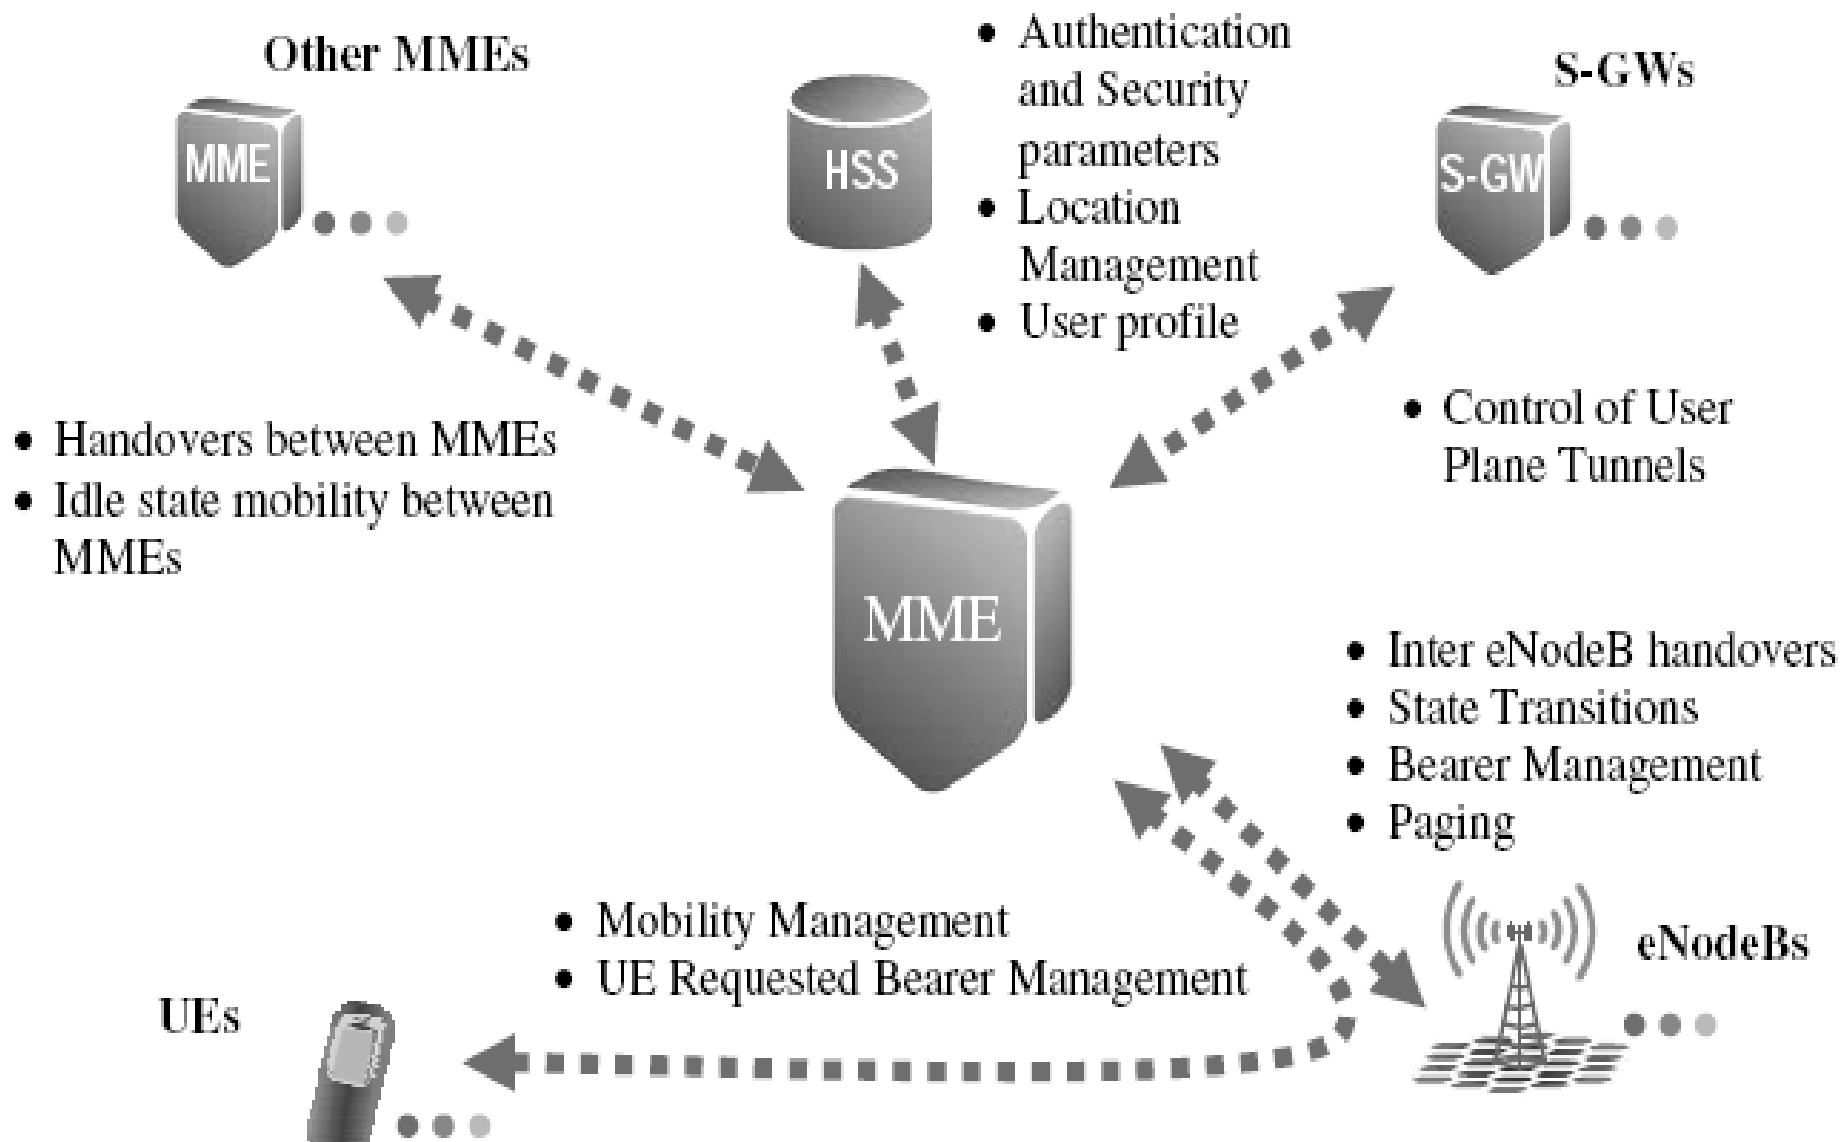 Other MMEs
MME
HSS
• Authentication
and Security
parameters
• Location
Management
• User profile
S-GWs
S-GW
• Control of User
Plane Tunnels
• Handovers between MMEs
• Idle state mobility between
MMEs
MME
• Inter eNodeB handovers
• State Transitions
• Bearer Management
• Paging
eNodeBs
• Mobility Management
• UE Requested Bearer Management
UEs